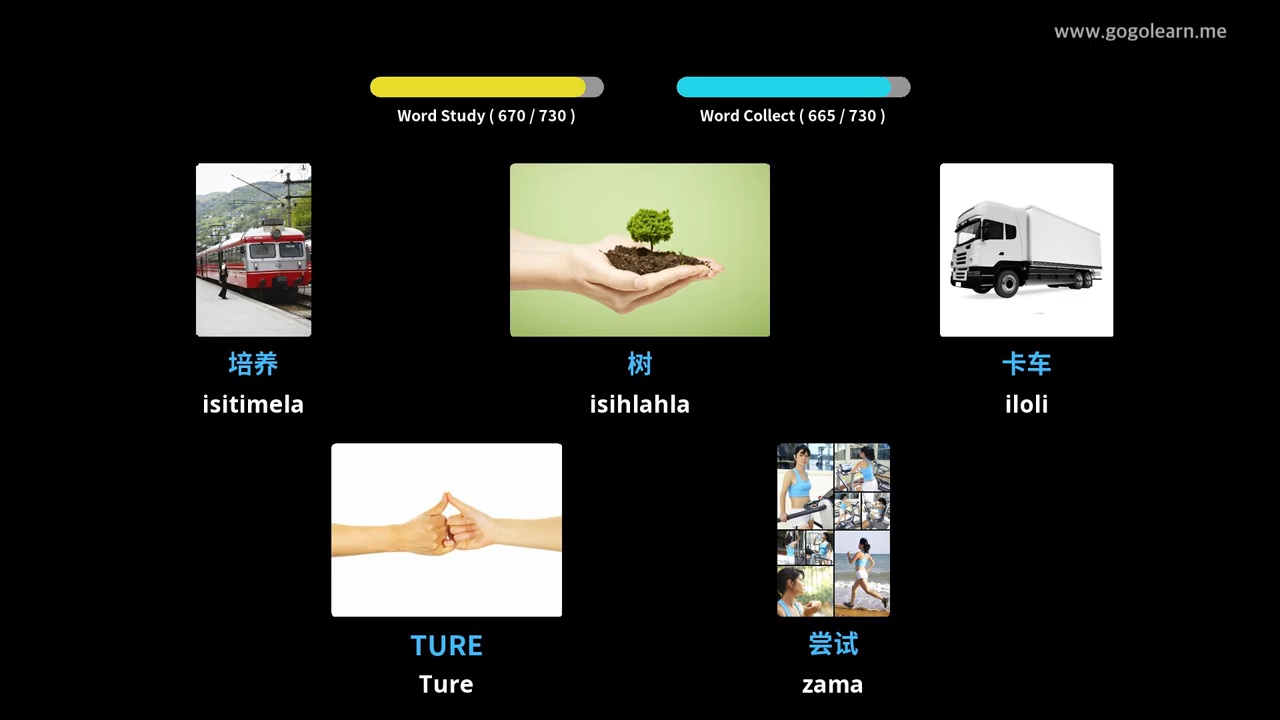 www.gogolearn.me
Word Study ( 670 / 730 )
Word Collect ( 665 / 730 )
培养
树
卡车
isitimela
isihlahla
iloli
TURE
尝试
Ture
zama